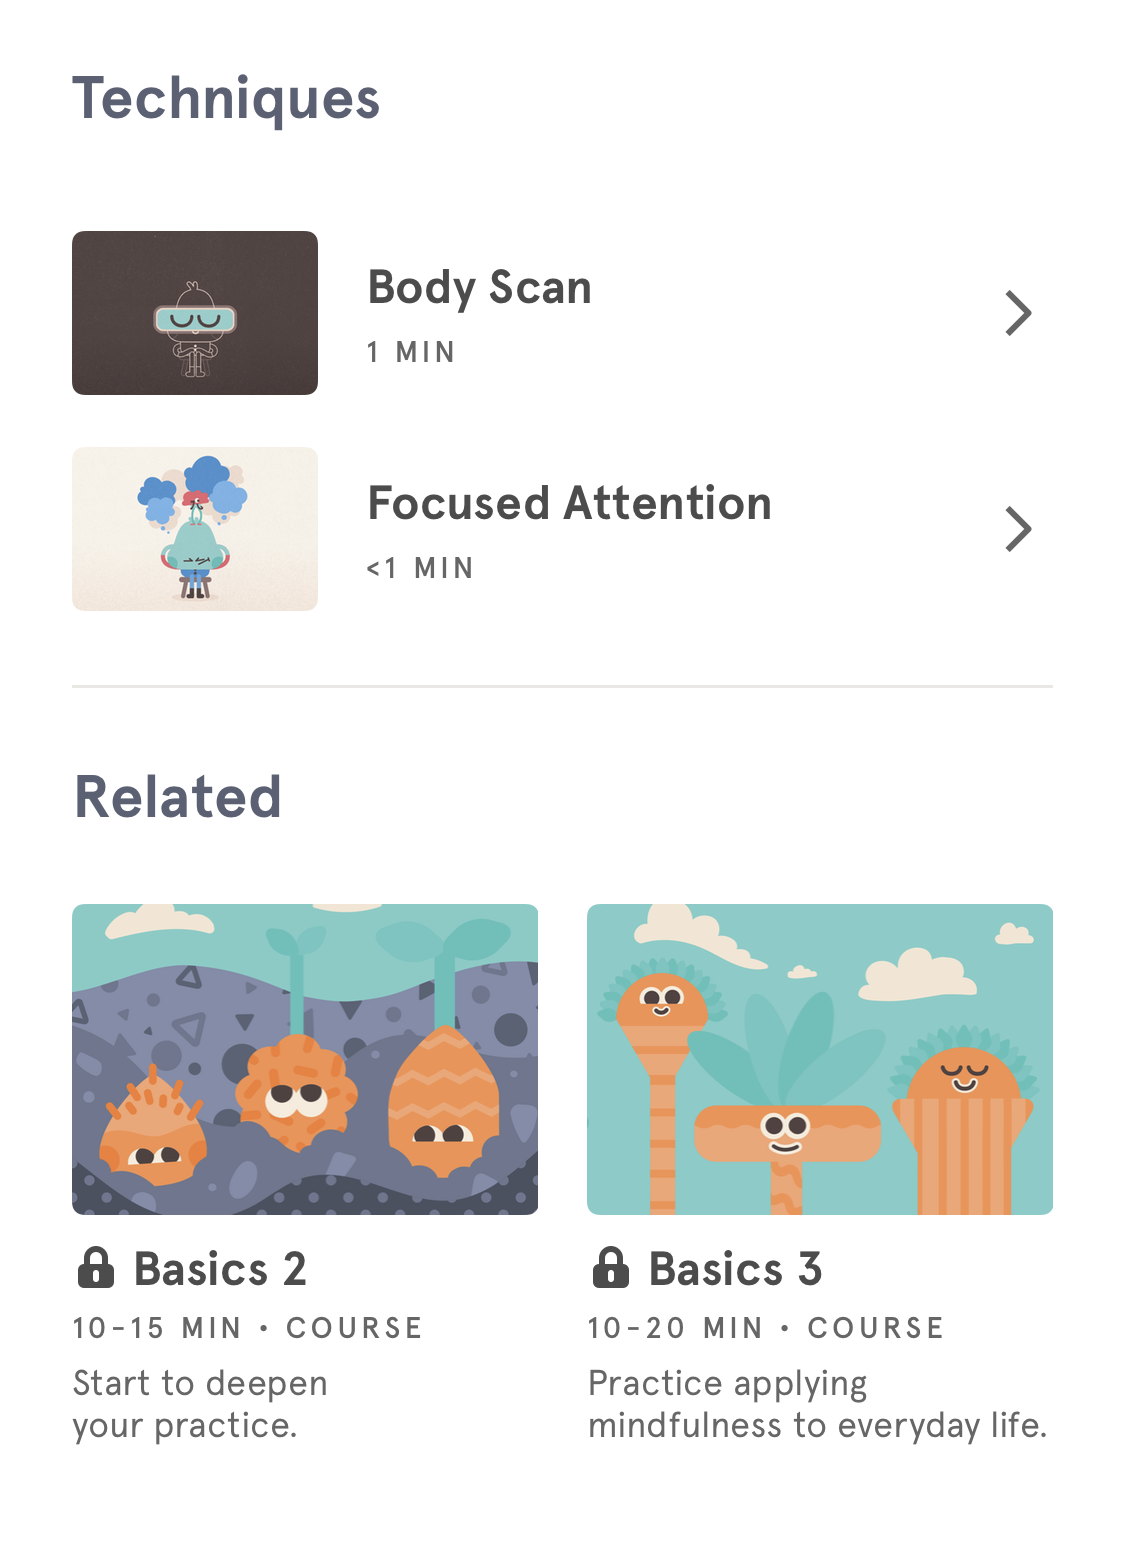 Techniques
Body Scan
1 MIN
Focused Attention
<1 MIN
Related
Basics 2
10-15 MIN • COURSE
Start to deepen
your practice.
Basics 3
10-20 MIN • COURSE
Practice applying
mindfulness to everyday life.